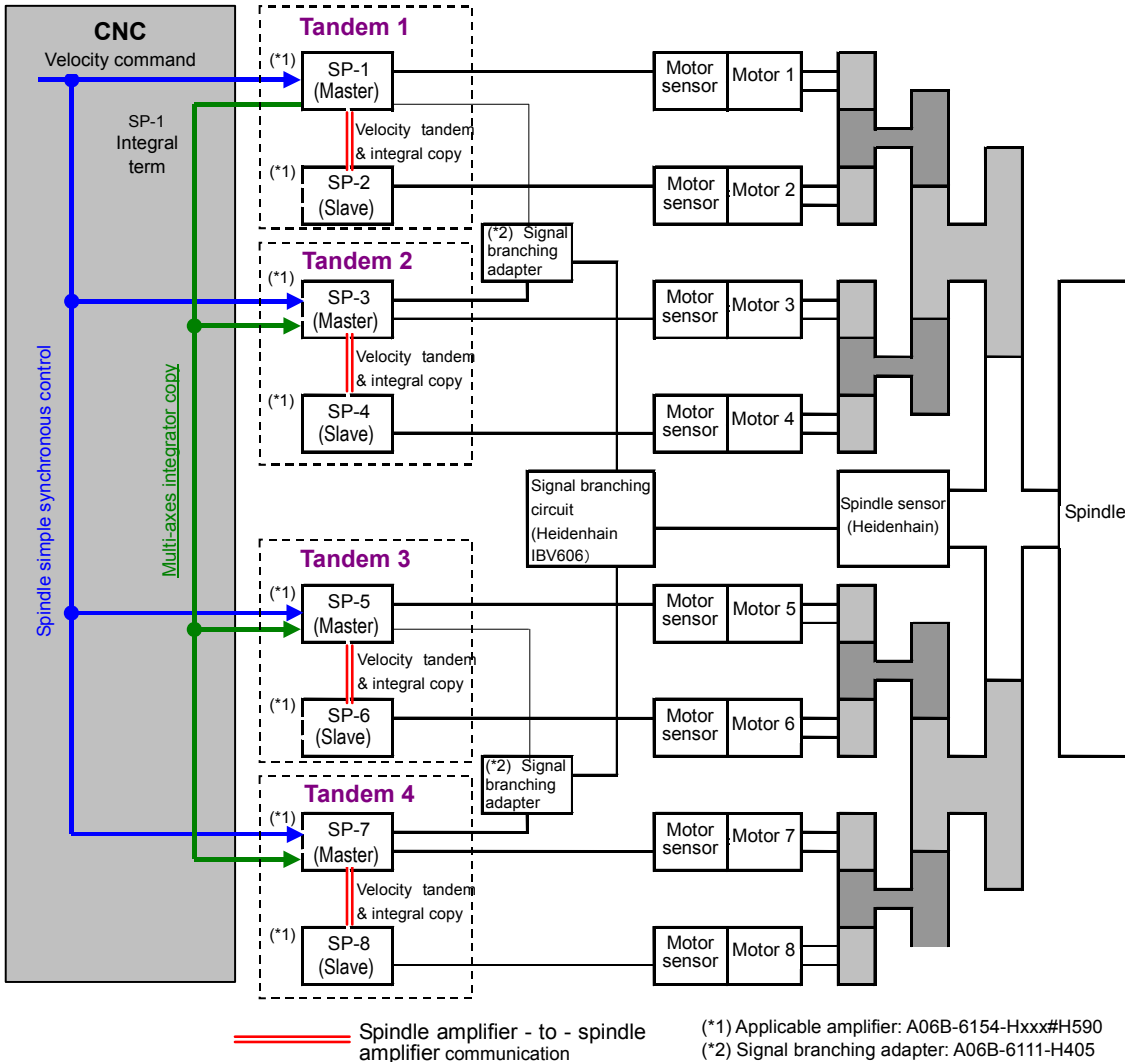 CNC
Velocity command
SP-1
Integral
term
Spindle simple synchronous control
Multi-axes integrator copy
Tandem 1
(*1)
SP-1
(Master)
Velocity tandem
& integral copy
(*1)
SP-2
(Slave)
(*2) Signal
branching
adapter
Tandem 2
(*1)
SP-3
(Master)
Velocity tandem
& integral copy
(*1)
SP-4
(Slave)
Signal branching
circuit
(Heidenhain
IBV606)
Spindle sensor
(Heidenhain)
Spindle
Tandem 3
(*1)
SP-5
(Master)
Velocity tandem
& integral copy
(*1)
SP-6
(Slave)
(*2) Signal
branching
adapter
Tandem 4
(*1)
SP-7
(Master)
Velocity tandem
& integral copy
(*1)
SP-8
(Slave)
Motor
sensor
Motor 1
Motor
sensor
Motor 2
Motor
sensor
Motor 3
Motor
sensor
Motor 4
Motor
sensor
Motor 5
Motor
sensor
Motor 6
Motor
sensor
Motor 7
Motor
sensor
Motor 8
Spindle amplifier - to - spindle
amplifier communication
(*1) Applicable amplifier: A06B-6154-Hxxx#H590
(*2) Signal branching adapter: A06B-6111-H405